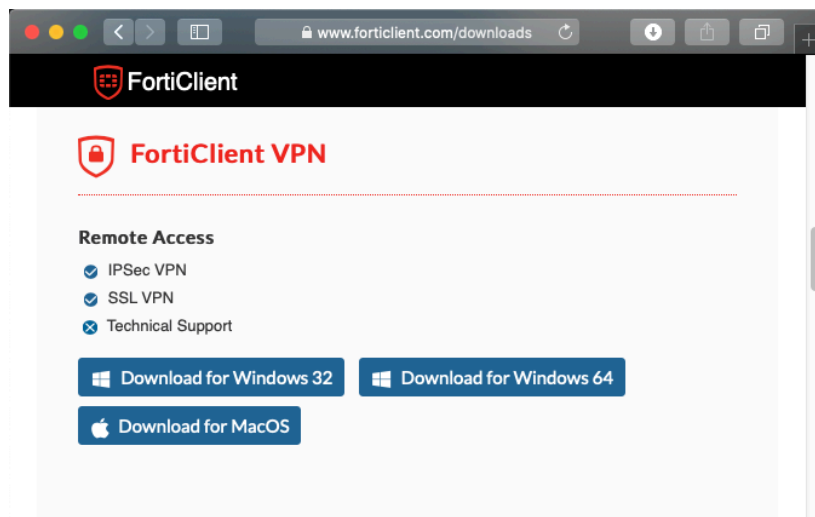 www.forticlient.com/downloads
FortiClient
FortiClient VPN
Remote Access
IPSec VPN
SSL VPN
Technical Support
Download for Windows 32
Download for Windows 64
Download for MacOS